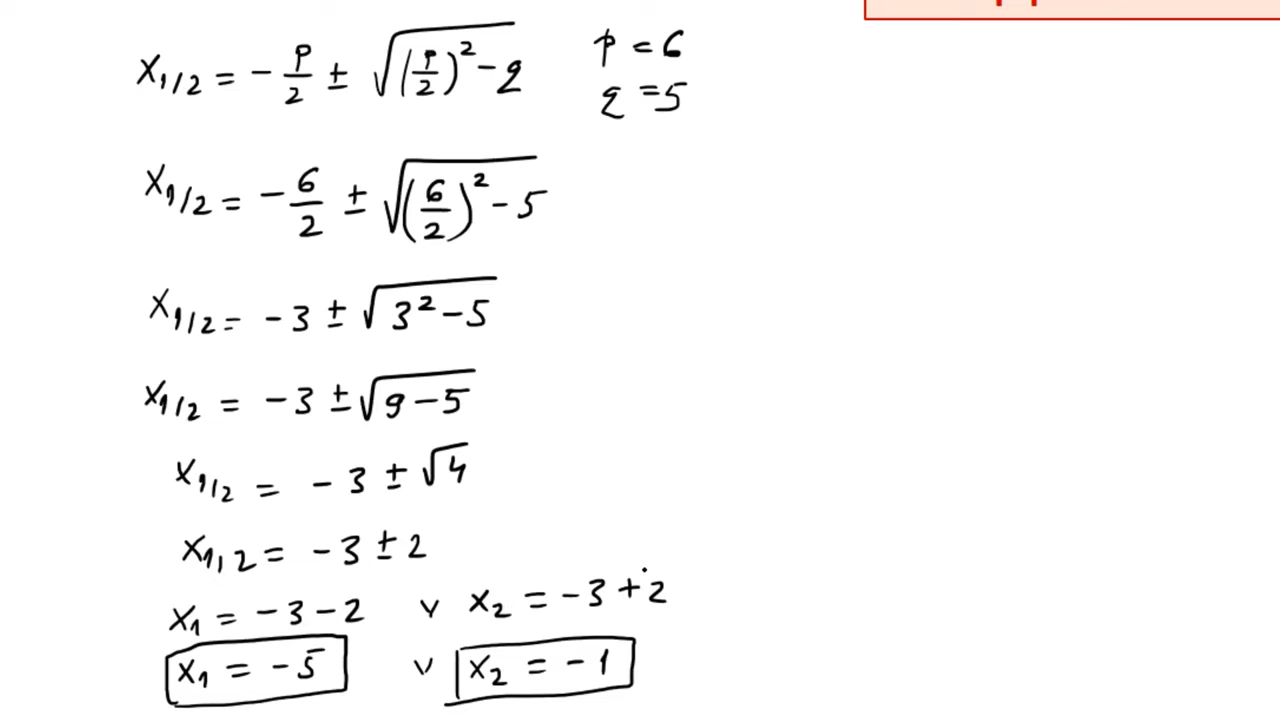 x₁/₂ = - p/2 ± √((p/2)² - q)
p = 6
q = 5
x₁/₂ = - 6/2 ± √((6/2)² - 5)
x₁/₂ = -3 ± √(3² - 5)
x₁/₂ = -3 ± √(9 - 5)
x₁/₂ = -3 ± √4
x₁,₂ = -3 ± 2
x₁ = -3 - 2 v x₂ = -3 + 2
x₁ = -5 v x₂ = -1